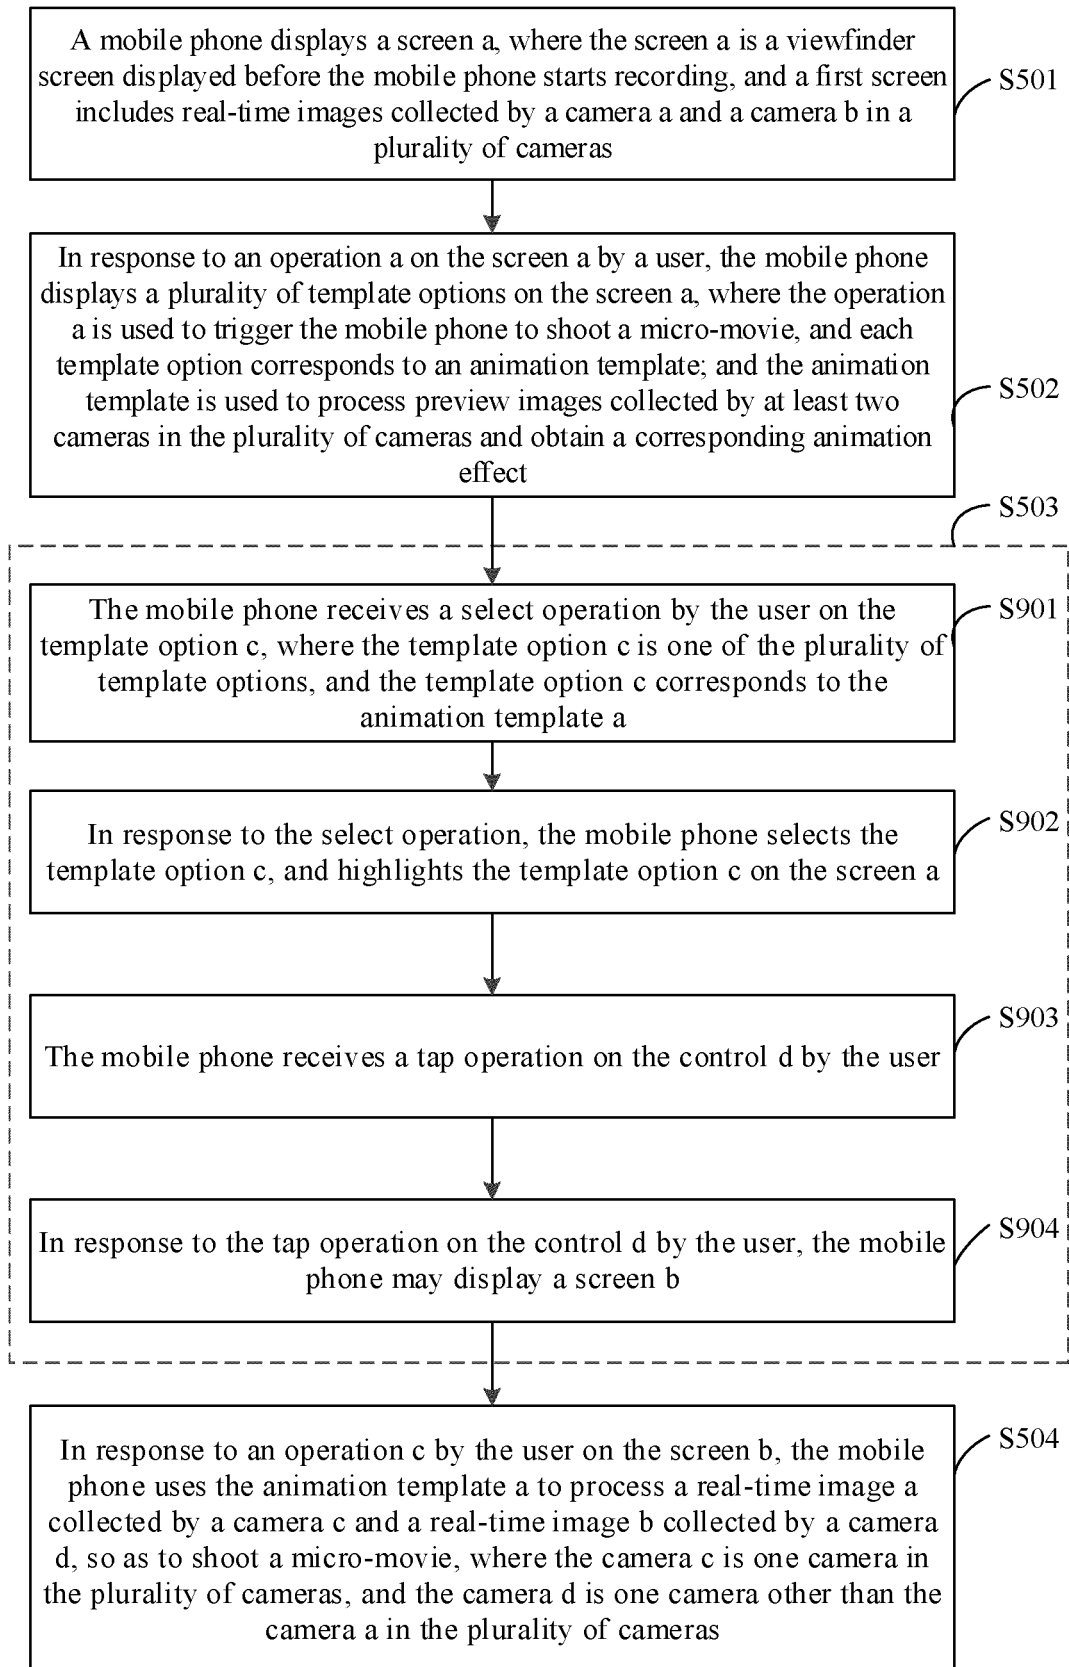 A mobile phone displays a screen a, where the screen a is a viewfinder
screen displayed before the mobile phone starts recording, and a first screen
includes real-time images collected by a camera a and a camera b in a
plurality of cameras
S501
In response to an operation a on the screen a by a user, the mobile phone
displays a plurality of template options on the screen a, where the operation
a is used to trigger the mobile phone to shoot a micro-movie, and each
template option corresponds to an animation template; and the animation
template is used to process preview images collected by at least two
cameras in the plurality of cameras and obtain a corresponding animation
effect
S502
S503
The mobile phone receives a select operation by the user on the
template option c, where the template option c is one of the plurality of
template options, and the template option c corresponds to the
animation template a
S901
In response to the select operation, the mobile phone selects the
template option c, and highlights the template option c on the screen a
S902
The mobile phone receives a tap operation on the control d by the user
S903
In response to the tap operation on the control d by the user, the mobile
phone may display a screen b
S904
In response to an operation c by the user on the screen b, the mobile
phone uses the animation template a to process a real-time image a
collected by a camera c and a real-time image b collected by a camera
d, so as to shoot a micro-movie, where the camera c is one camera in
the plurality of cameras, and the camera d is one camera other than the
camera a in the plurality of cameras
S504